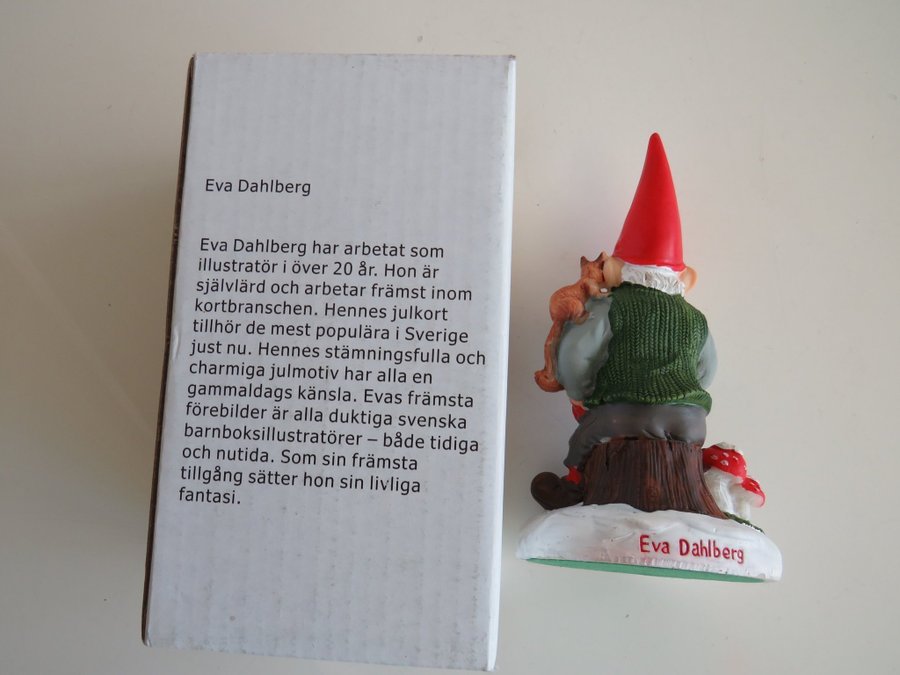 Eva Dahlberg
Eva Dahlberg har arbetat som
illustratör i över 20 år. Hon är
självlärd och arbetar främst inom
kortbranschen. Hennes julkort
tillhör de mest populära i Sverige
just nu. Hennes stämningsfulla och
charmiga julmotiv har alla en
gammaldags känsla. Evas främsta
förebilder är alla duktiga svenska
barnboksillustratörer – både tidiga
och nutida. Som sin främsta
tillgång sätter hon sin livliga
fantasi.
Eva Dahlberg